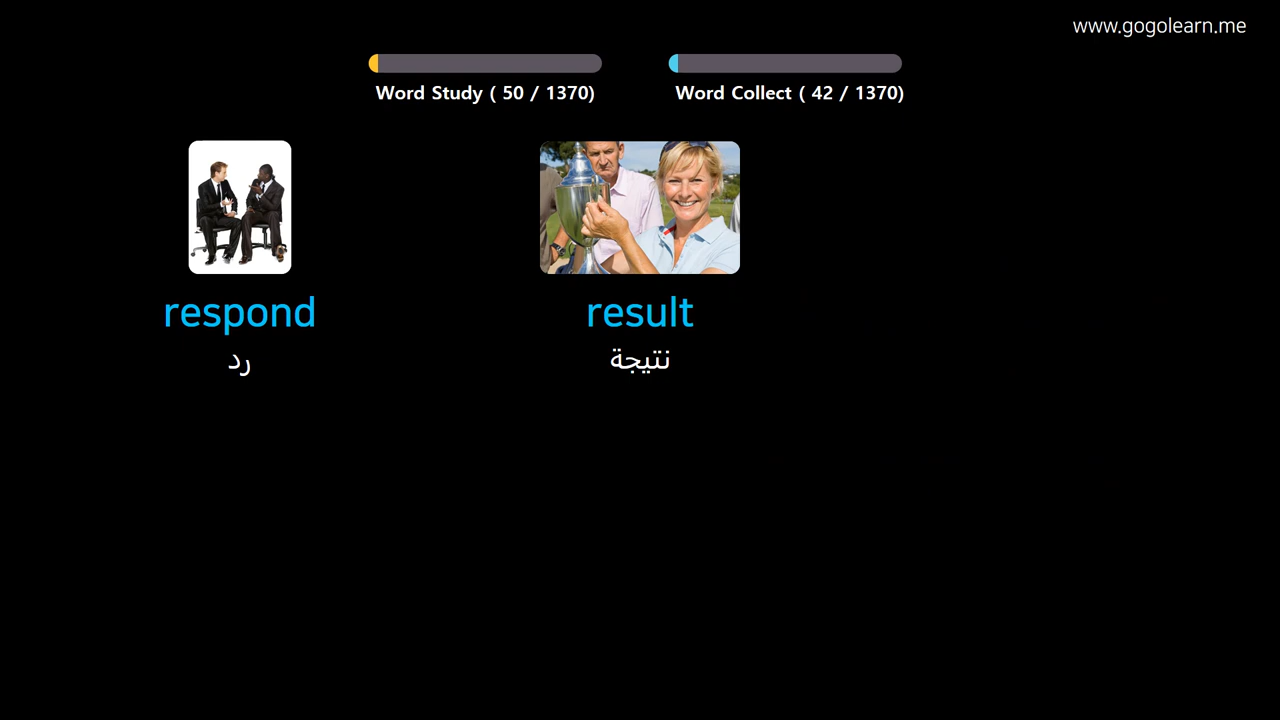 www.gogolearn.me
Word Study ( 50 / 1370)
Word Collect ( 42 / 1370)
respond
رد
result
نتيجة